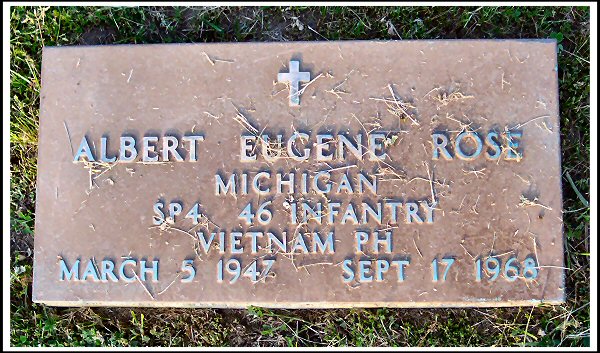 ALBERT EUGENE ROSE
MICHIGAN
SP4 46 INFANTRY
VIETNAM PH
MARCH 5 1947 SEPT 17 1968